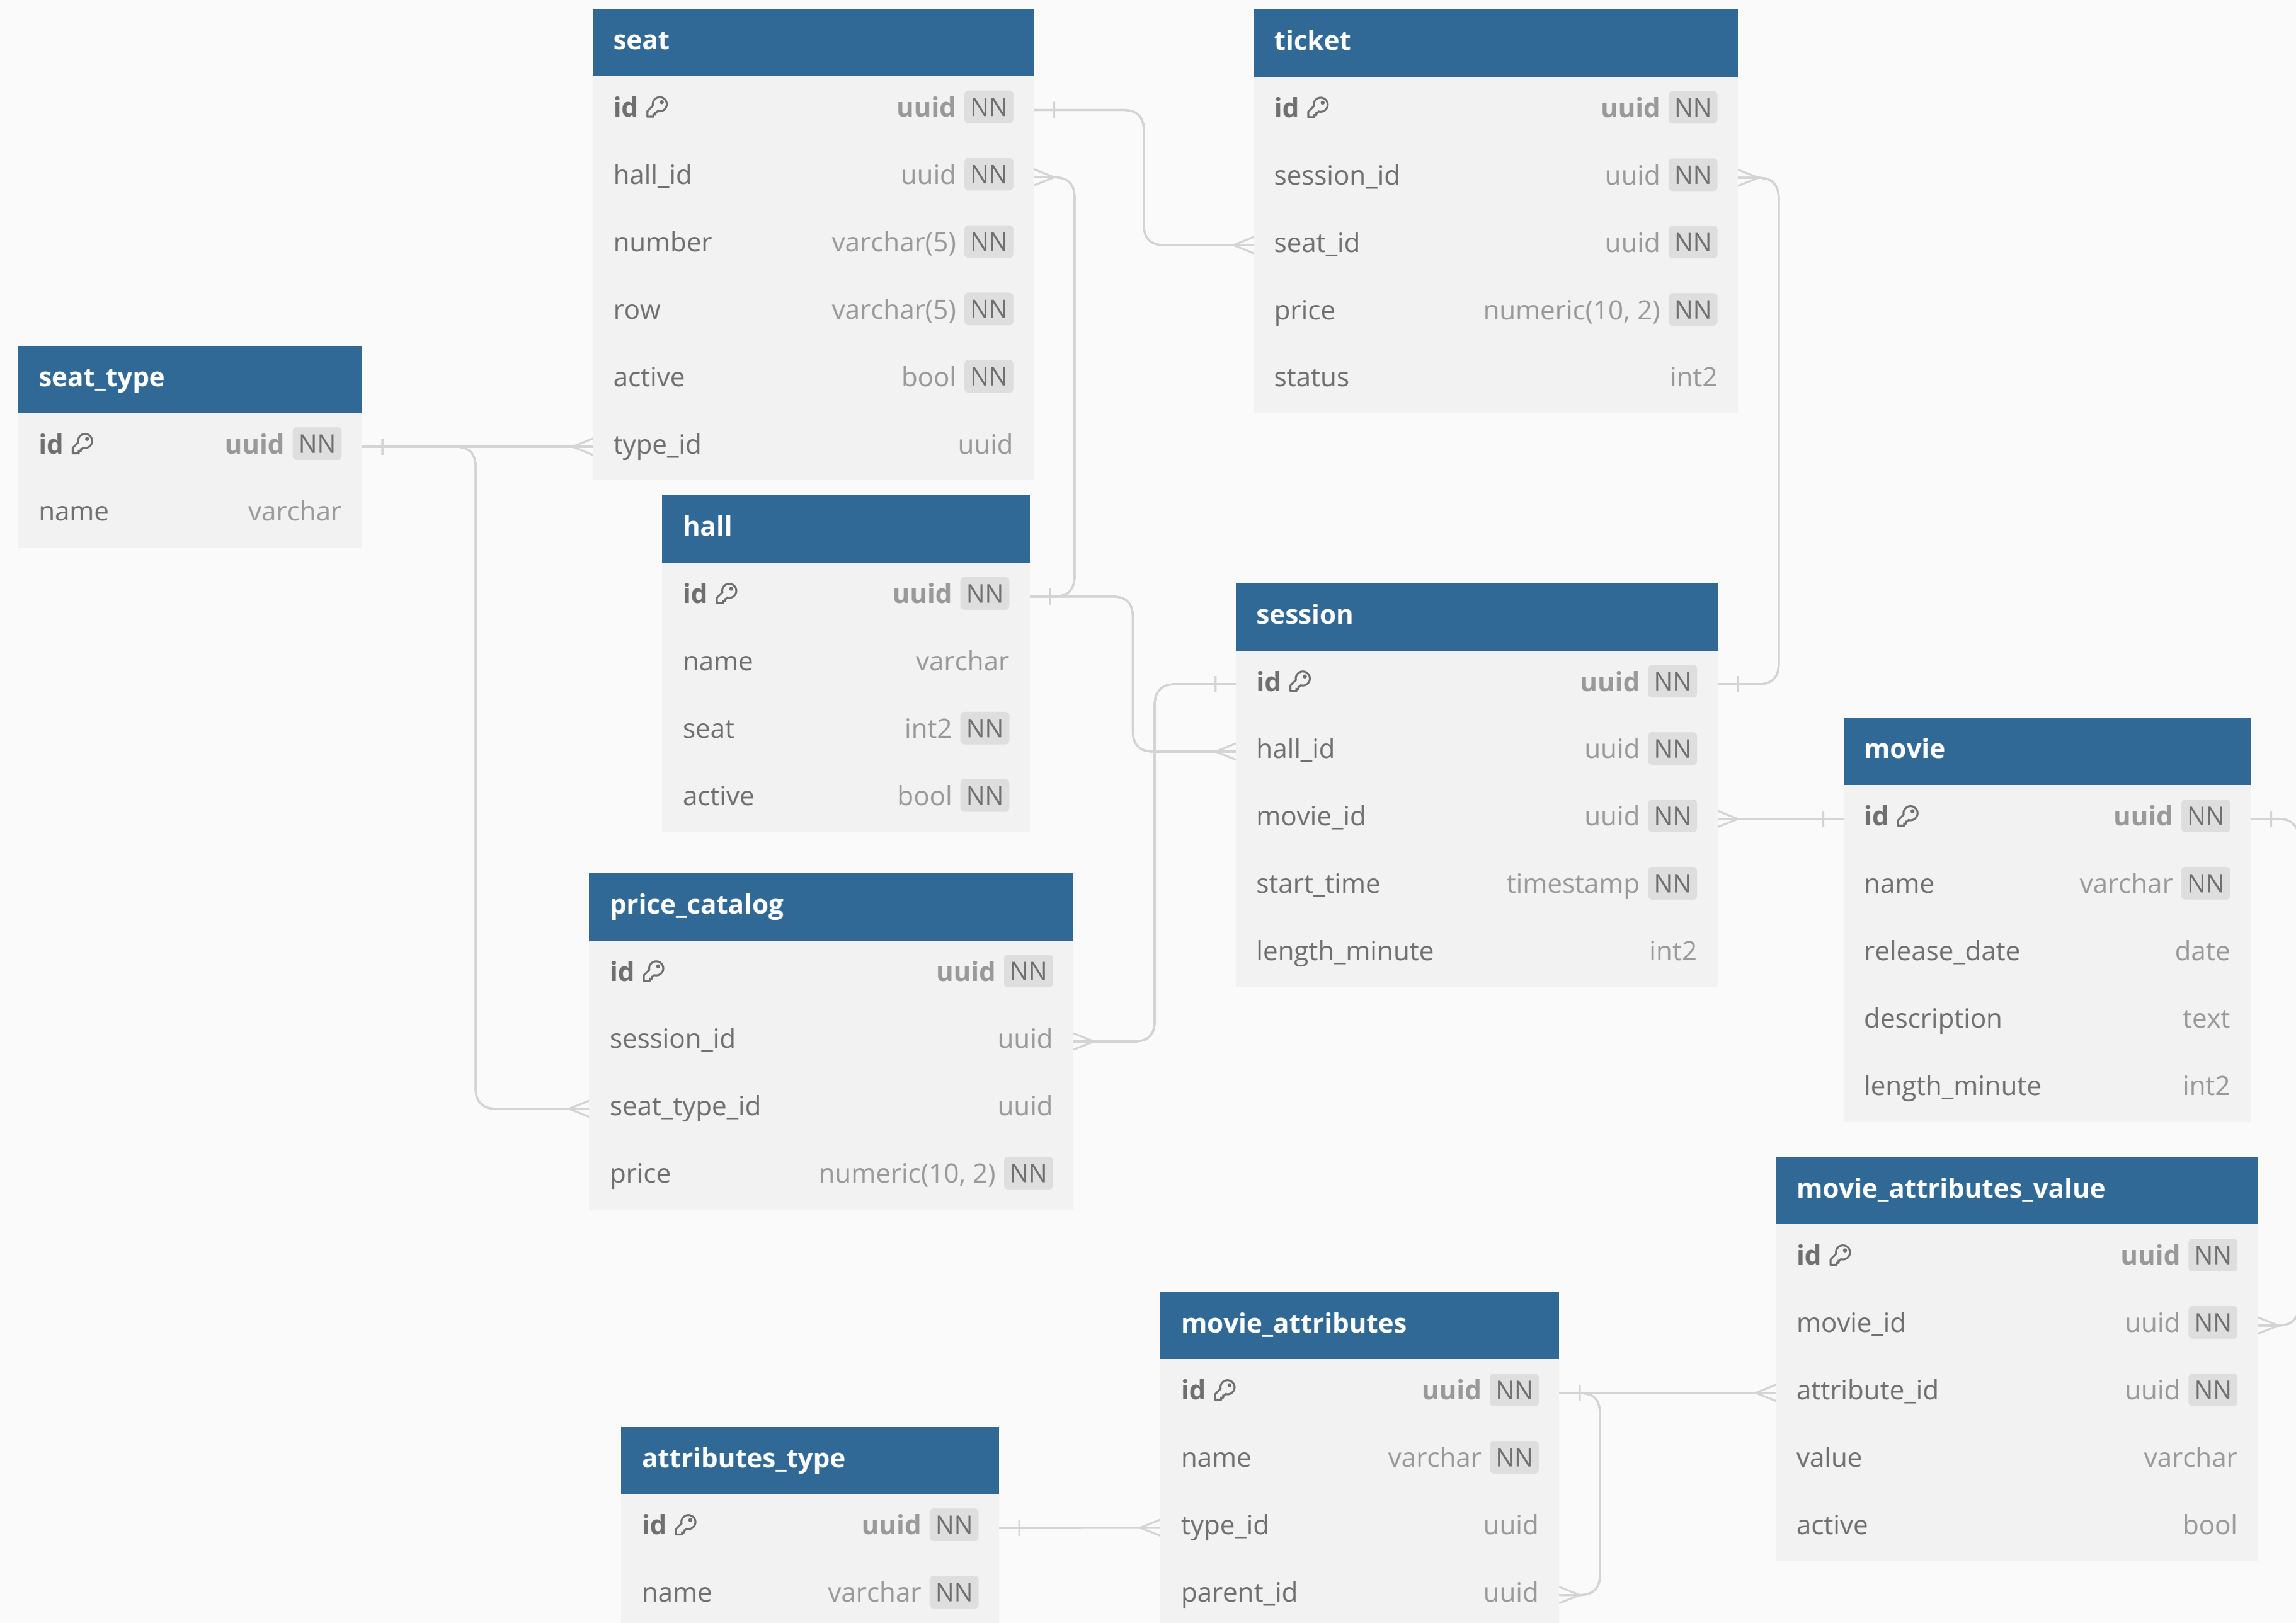 seat
id uuid NN
hall_id uuid NN
number varchar(5) NN
row varchar(5) NN
active bool NN
type_id uuid
ticket
id uuid NN
session_id uuid NN
seat_id uuid NN
price numeric(10, 2) NN
status int2
seat_type
id uuid NN
name varchar
hall
id uuid NN
name varchar
seat int2 NN
active bool NN
session
id uuid NN
hall_id uuid NN
movie_id uuid NN
start_time timestamp NN
length_minute int2
movie
id uuid NN
name varchar NN
release_date date
description text
length_minute int2
price_catalog
id uuid NN
session_id uuid
seat_type_id uuid
price numeric(10, 2) NN
movie_attributes_value
id uuid NN
movie_id uuid NN
attribute_id uuid NN
value varchar
active bool
movie_attributes
id uuid NN
name varchar NN
type_id uuid
parent_id uuid
attributes_type
id uuid NN
name varchar NN